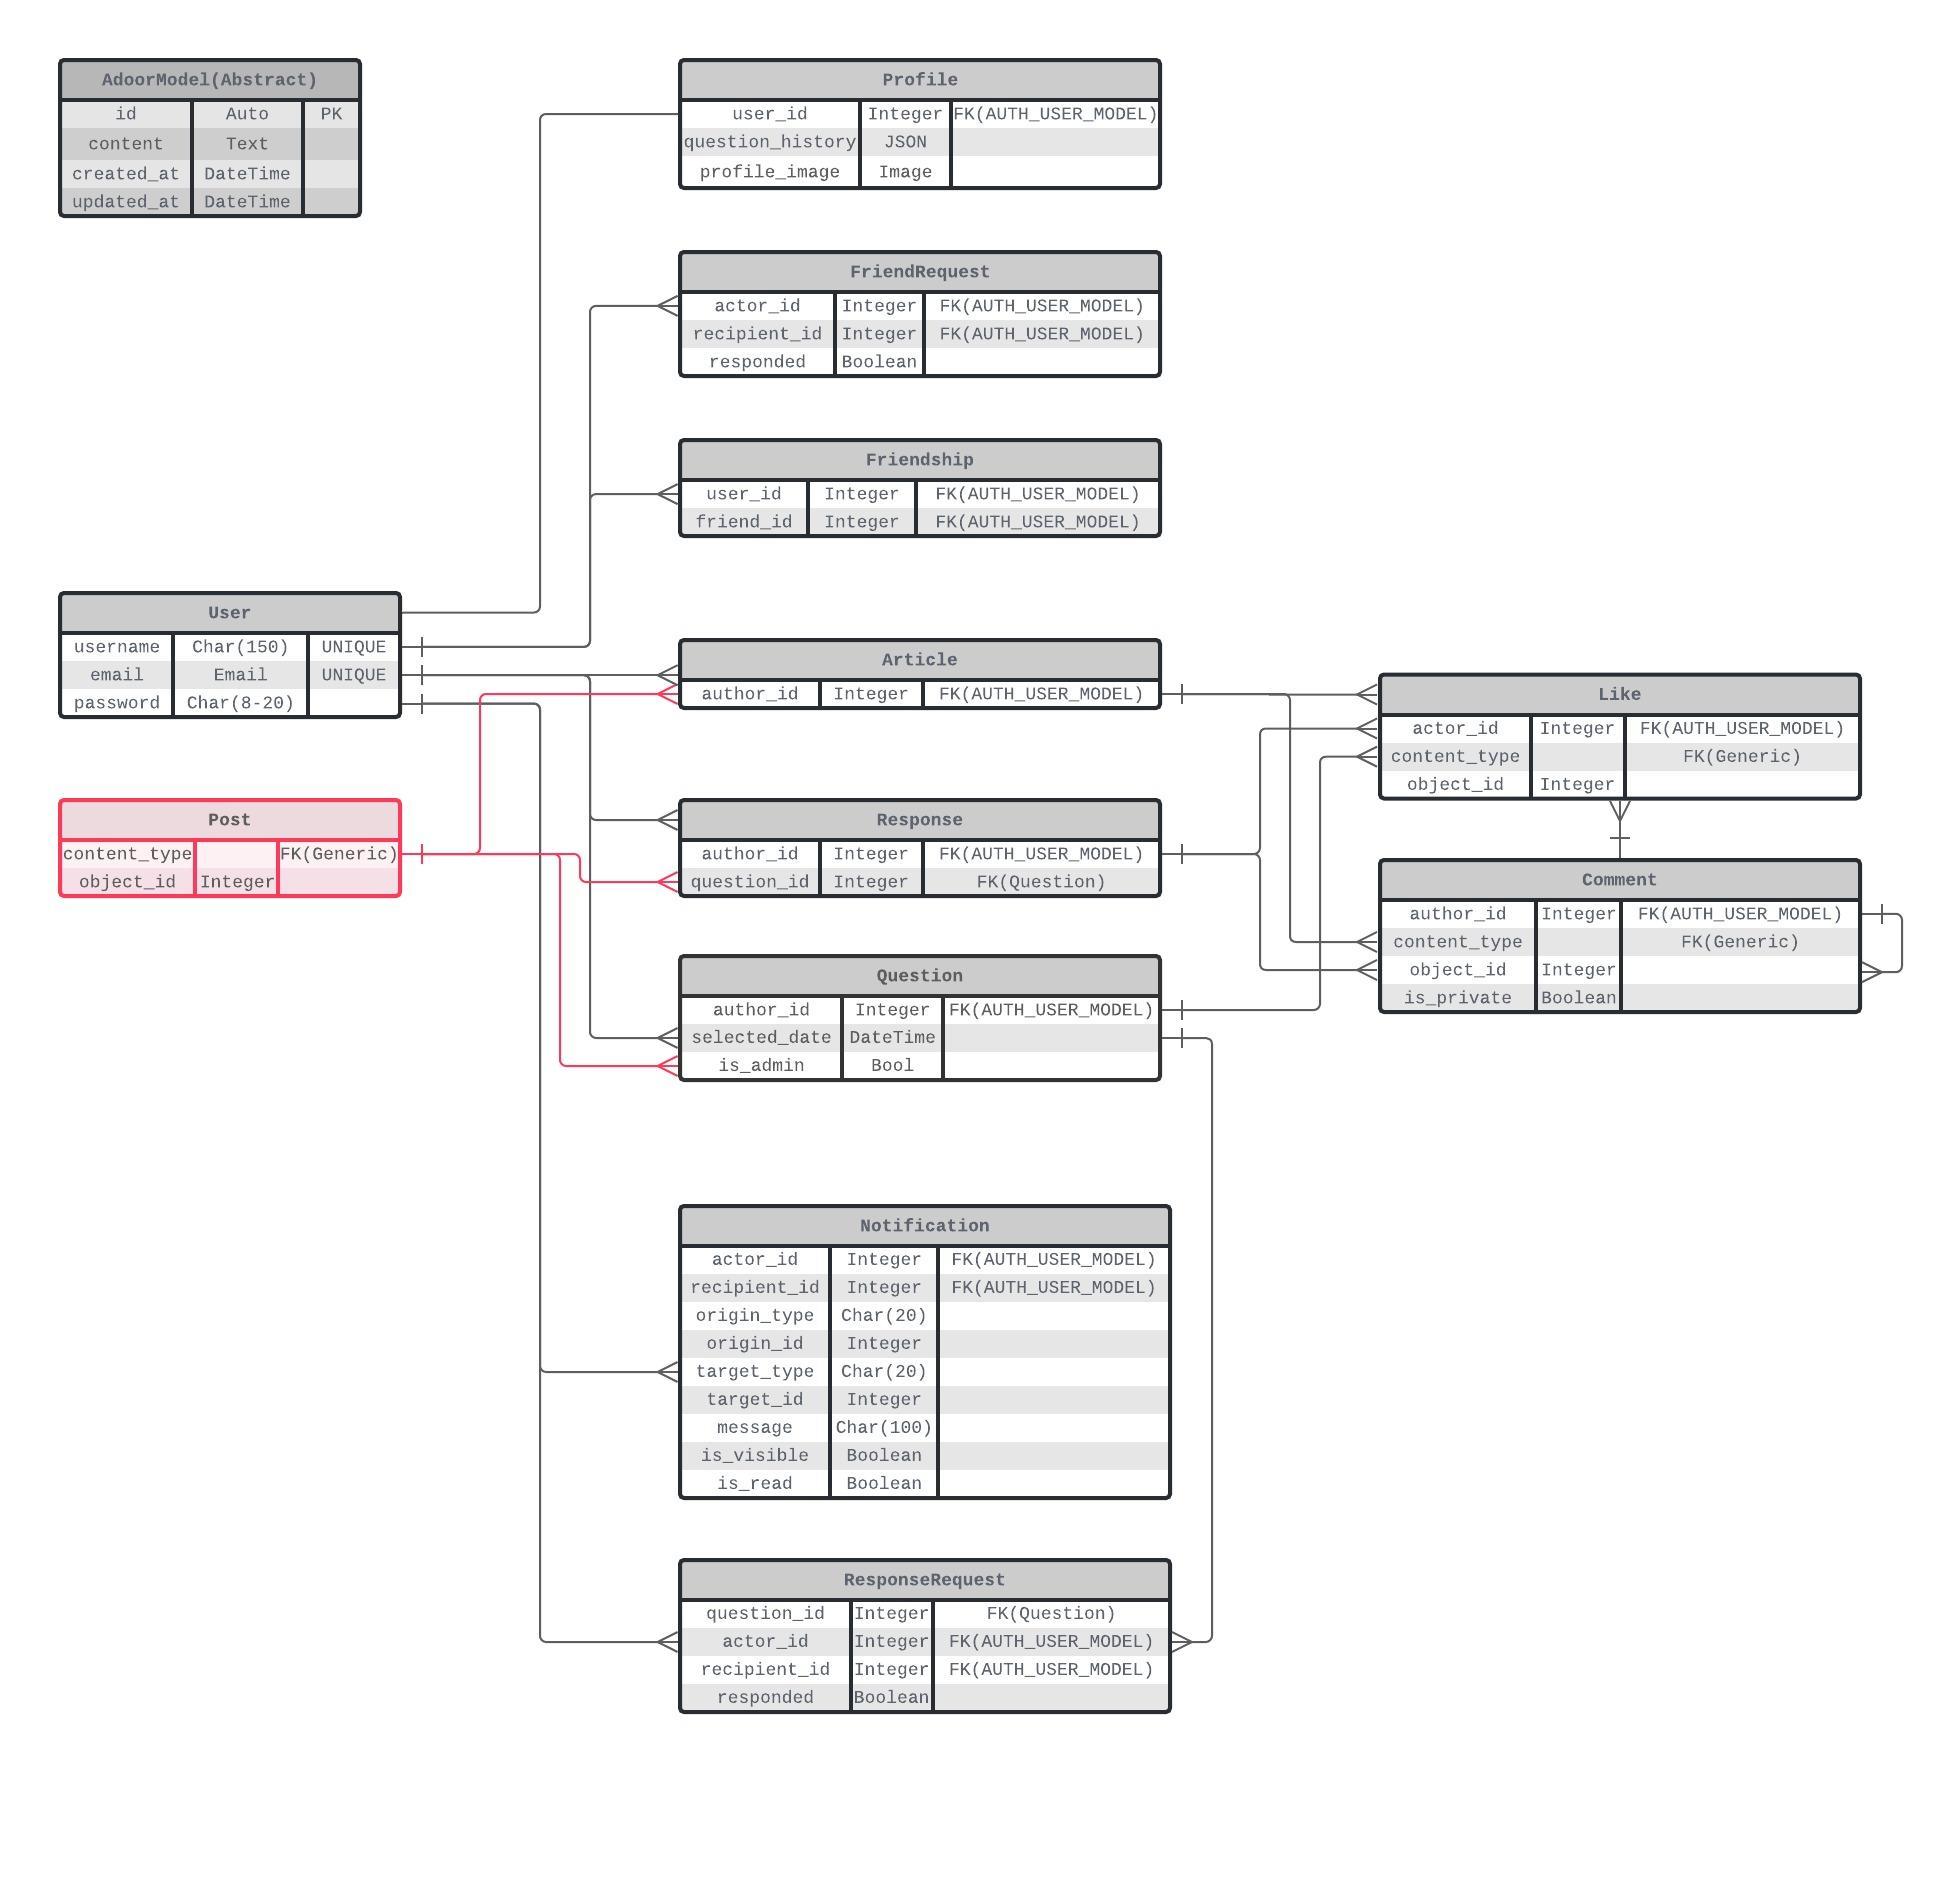 AdoorModel(Abstract)
id Auto PK
content Text
created_at DateTime
updated_at DateTime
Profile
user_id Integer FK(AUTH_USER_MODEL)
question_history JSON
profile_image Image
FriendRequest
actor_id Integer FK(AUTH_USER_MODEL)
recipient_id Integer FK(AUTH_USER_MODEL)
responded Boolean
Friendship
user_id Integer FK(AUTH_USER_MODEL)
friend_id Integer FK(AUTH_USER_MODEL)
User
username Char(150) UNIQUE
email Email UNIQUE
password Char(8-20)
Article
author_id Integer FK(AUTH_USER_MODEL)
Like
actor_id Integer FK(AUTH_USER_MODEL)
content_type FK(Generic)
object_id Integer
Post
content_type FK(Generic)
object_id Integer
Response
author_id Integer FK(AUTH_USER_MODEL)
question_id Integer FK(Question)
Comment
author_id Integer FK(AUTH_USER_MODEL)
content_type FK(Generic)
object_id Integer
is_private Boolean
Question
author_id Integer FK(AUTH_USER_MODEL)
selected_date DateTime
is_admin Bool
Notification
actor_id Integer FK(AUTH_USER_MODEL)
recipient_id Integer FK(AUTH_USER_MODEL)
origin_type Char(20)
origin_id Integer
target_type Char(20)
target_id Integer
message Char(100)
is_visible Boolean
is_read Boolean
ResponseRequest
question_id Integer FK(Question)
actor_id Integer FK(AUTH_USER_MODEL)
recipient_id Integer FK(AUTH_USER_MODEL)
responded Boolean